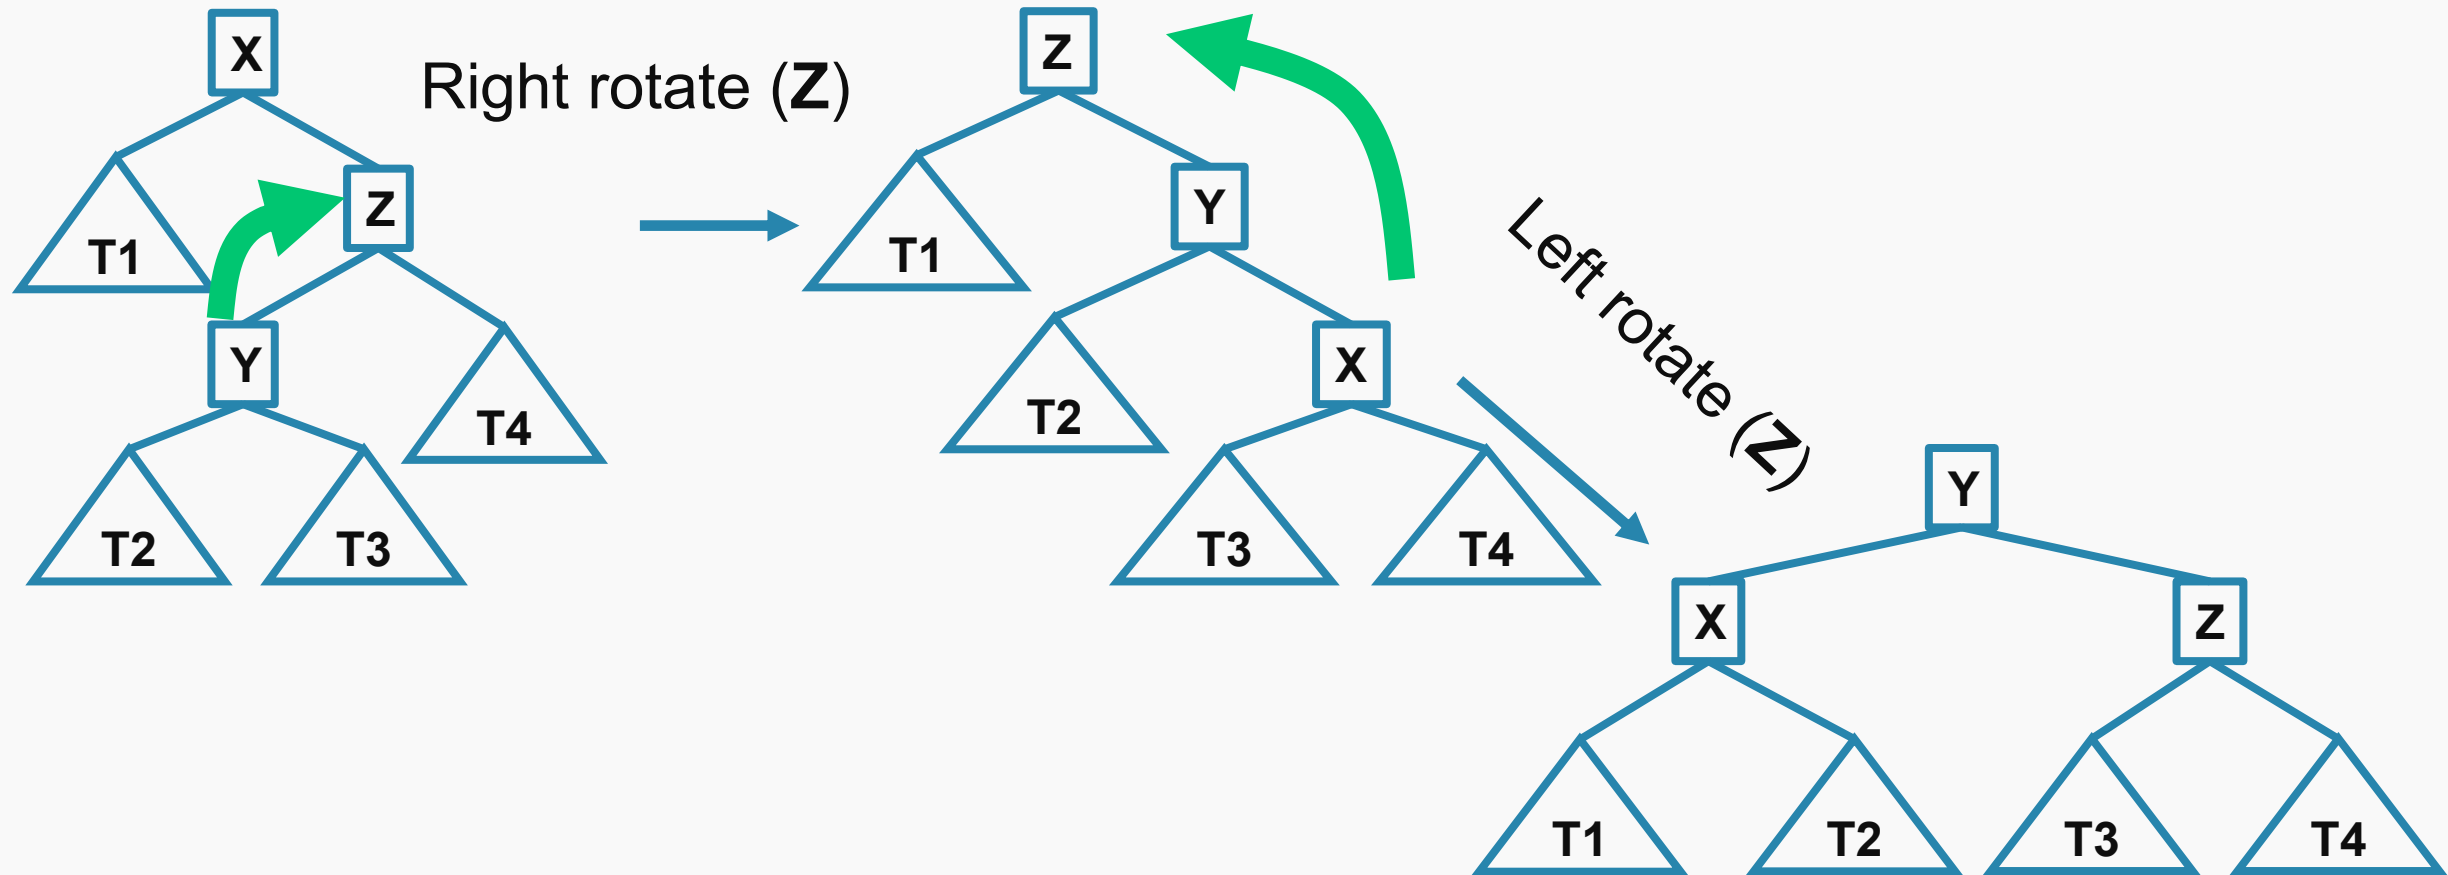 X
Right rotate (Z)
Z
T1
Z
Y
T4
T2
T3
T1
Y
T2
X
T3
T4
Left rotate (Z)
Y
X
Z
T1
T2
T3
T4